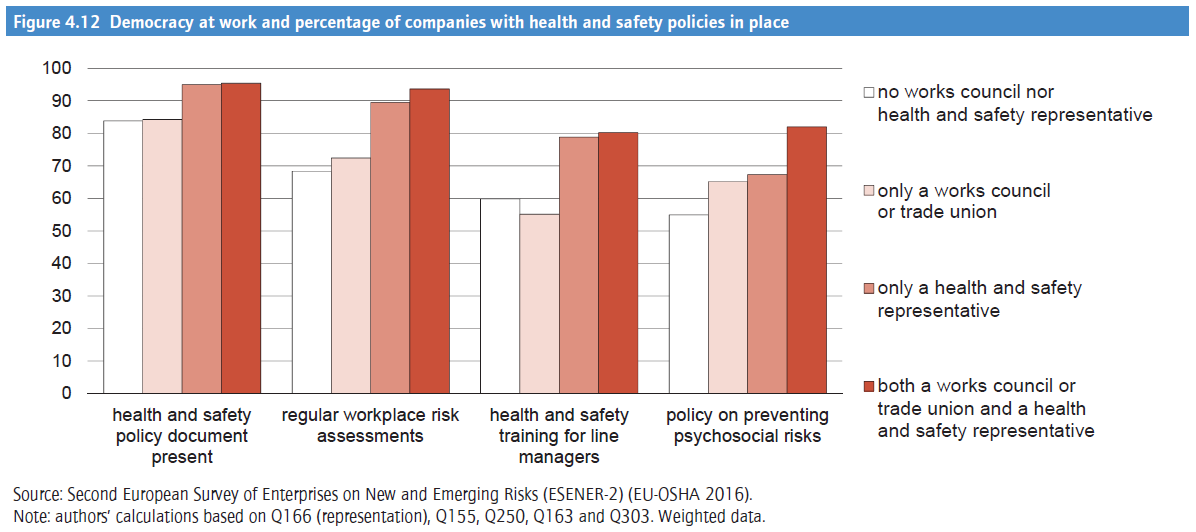 Figure 4.12 Democracy at work and percentage of companies with health and safety policies in place
100
90
80
70
60
50
40
30
20
10
0
health and safety
policy document
present
regular workplace risk
assessments
health and safety
training for line
managers
policy on preventing
psychosocial risks
no works council nor
health and safety representative
only a works council
or trade union
only a health and safety
representative
both a works council or
trade union and a health
and safety representative
Source: Second European Survey of Enterprises on New and Emerging Risks (ESENER-2) (EU-OSHA 2016).
Note: authors’ calculations based on Q166 (representation), Q155, Q250, Q163 and Q303. Weighted data.